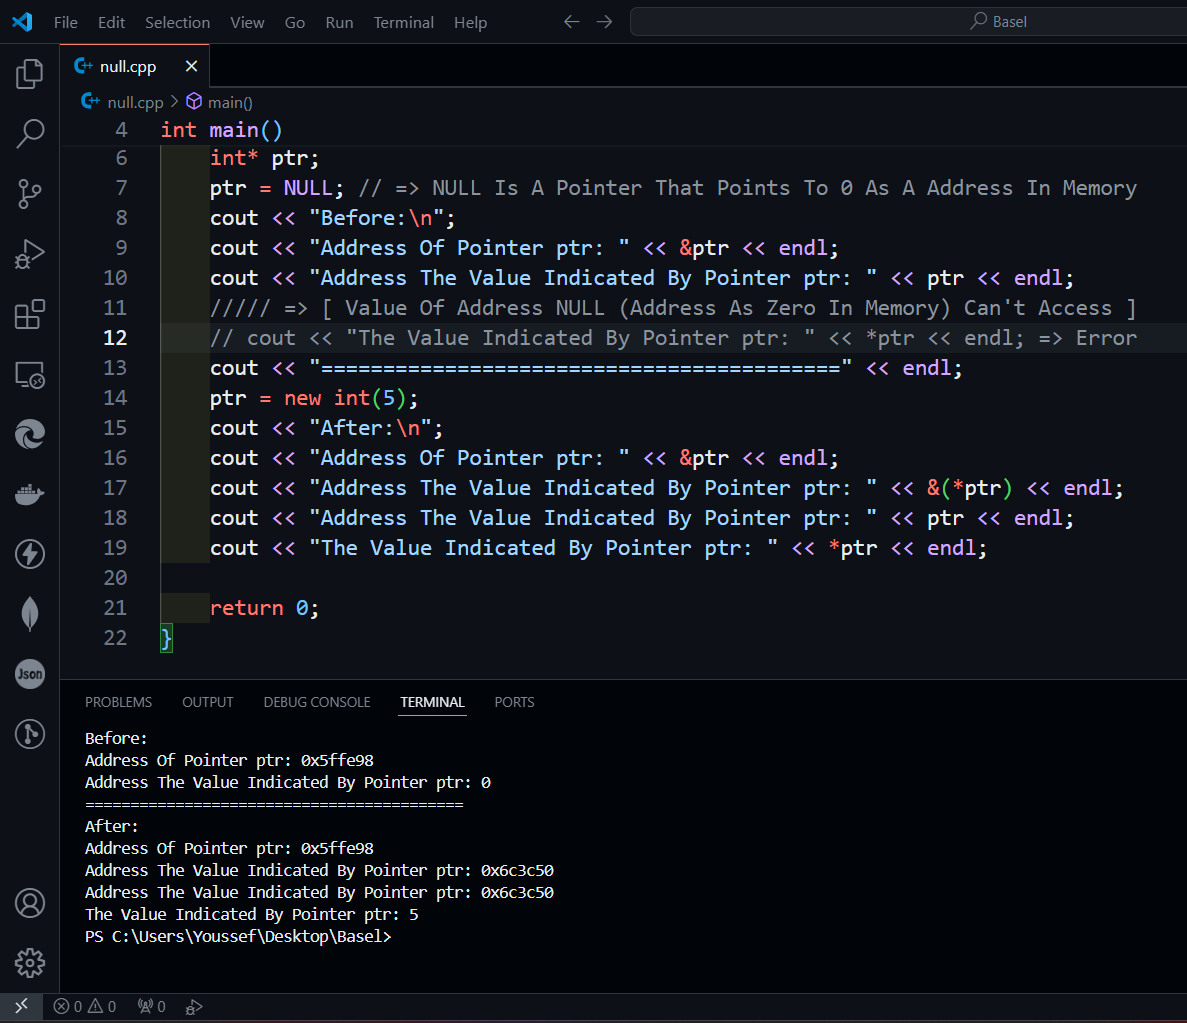 File Edit Selection View Go Run Terminal Help Basel
null.cpp
null.cpp > main()
4 int main()
6 int* ptr;
7 ptr = NULL; // => NULL Is A Pointer That Points To 0 As A Address In Memory
8 cout << "Before:\n";
9 cout << "Address Of Pointer ptr: " << &ptr << endl;
10 cout << "Address The Value Indicated By Pointer ptr: " << ptr << endl;
11 ///// => [ Value Of Address NULL (Address As Zero In Memory) Can't Access ]
12 // cout << "The Value Indicated By Pointer ptr: " << *ptr << endl; => Error
13 cout << "==========================================" << endl;
14 ptr = new int(5);
15 cout << "After:\n";
16 cout << "Address Of Pointer ptr: " << &ptr << endl;
17 cout << "Address The Value Indicated By Pointer ptr: " << &(*ptr) << endl;
18 cout << "Address The Value Indicated By Pointer ptr: " << ptr << endl;
19 cout << "The Value Indicated By Pointer ptr: " << *ptr << endl;
20
21 return 0;
22 }
Json
PROBLEMS OUTPUT DEBUG CONSOLE TERMINAL PORTS
Before:
Address Of Pointer ptr: 0x5ffe98
Address The Value Indicated By Pointer ptr: 0
==========================================
After:
Address Of Pointer ptr: 0x5ffe98
Address The Value Indicated By Pointer ptr: 0x6c3c50
Address The Value Indicated By Pointer ptr: 0x6c3c50
The Value Indicated By Pointer ptr: 5
PS C:\Users\Youssef\Desktop\Basel>
0 0 0